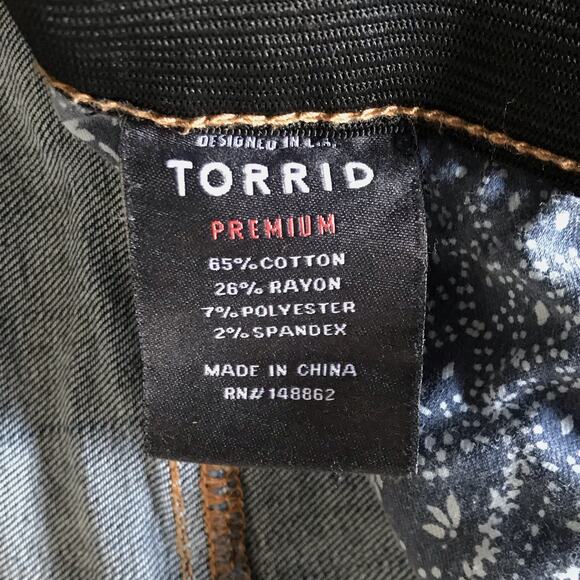 DESIGNED IN L.A.
TORRID
PREMIUM
65% COTTON
26% RAYON
7% POLYESTER
2% SPANDEX
MADE IN CHINA
RN# 148862